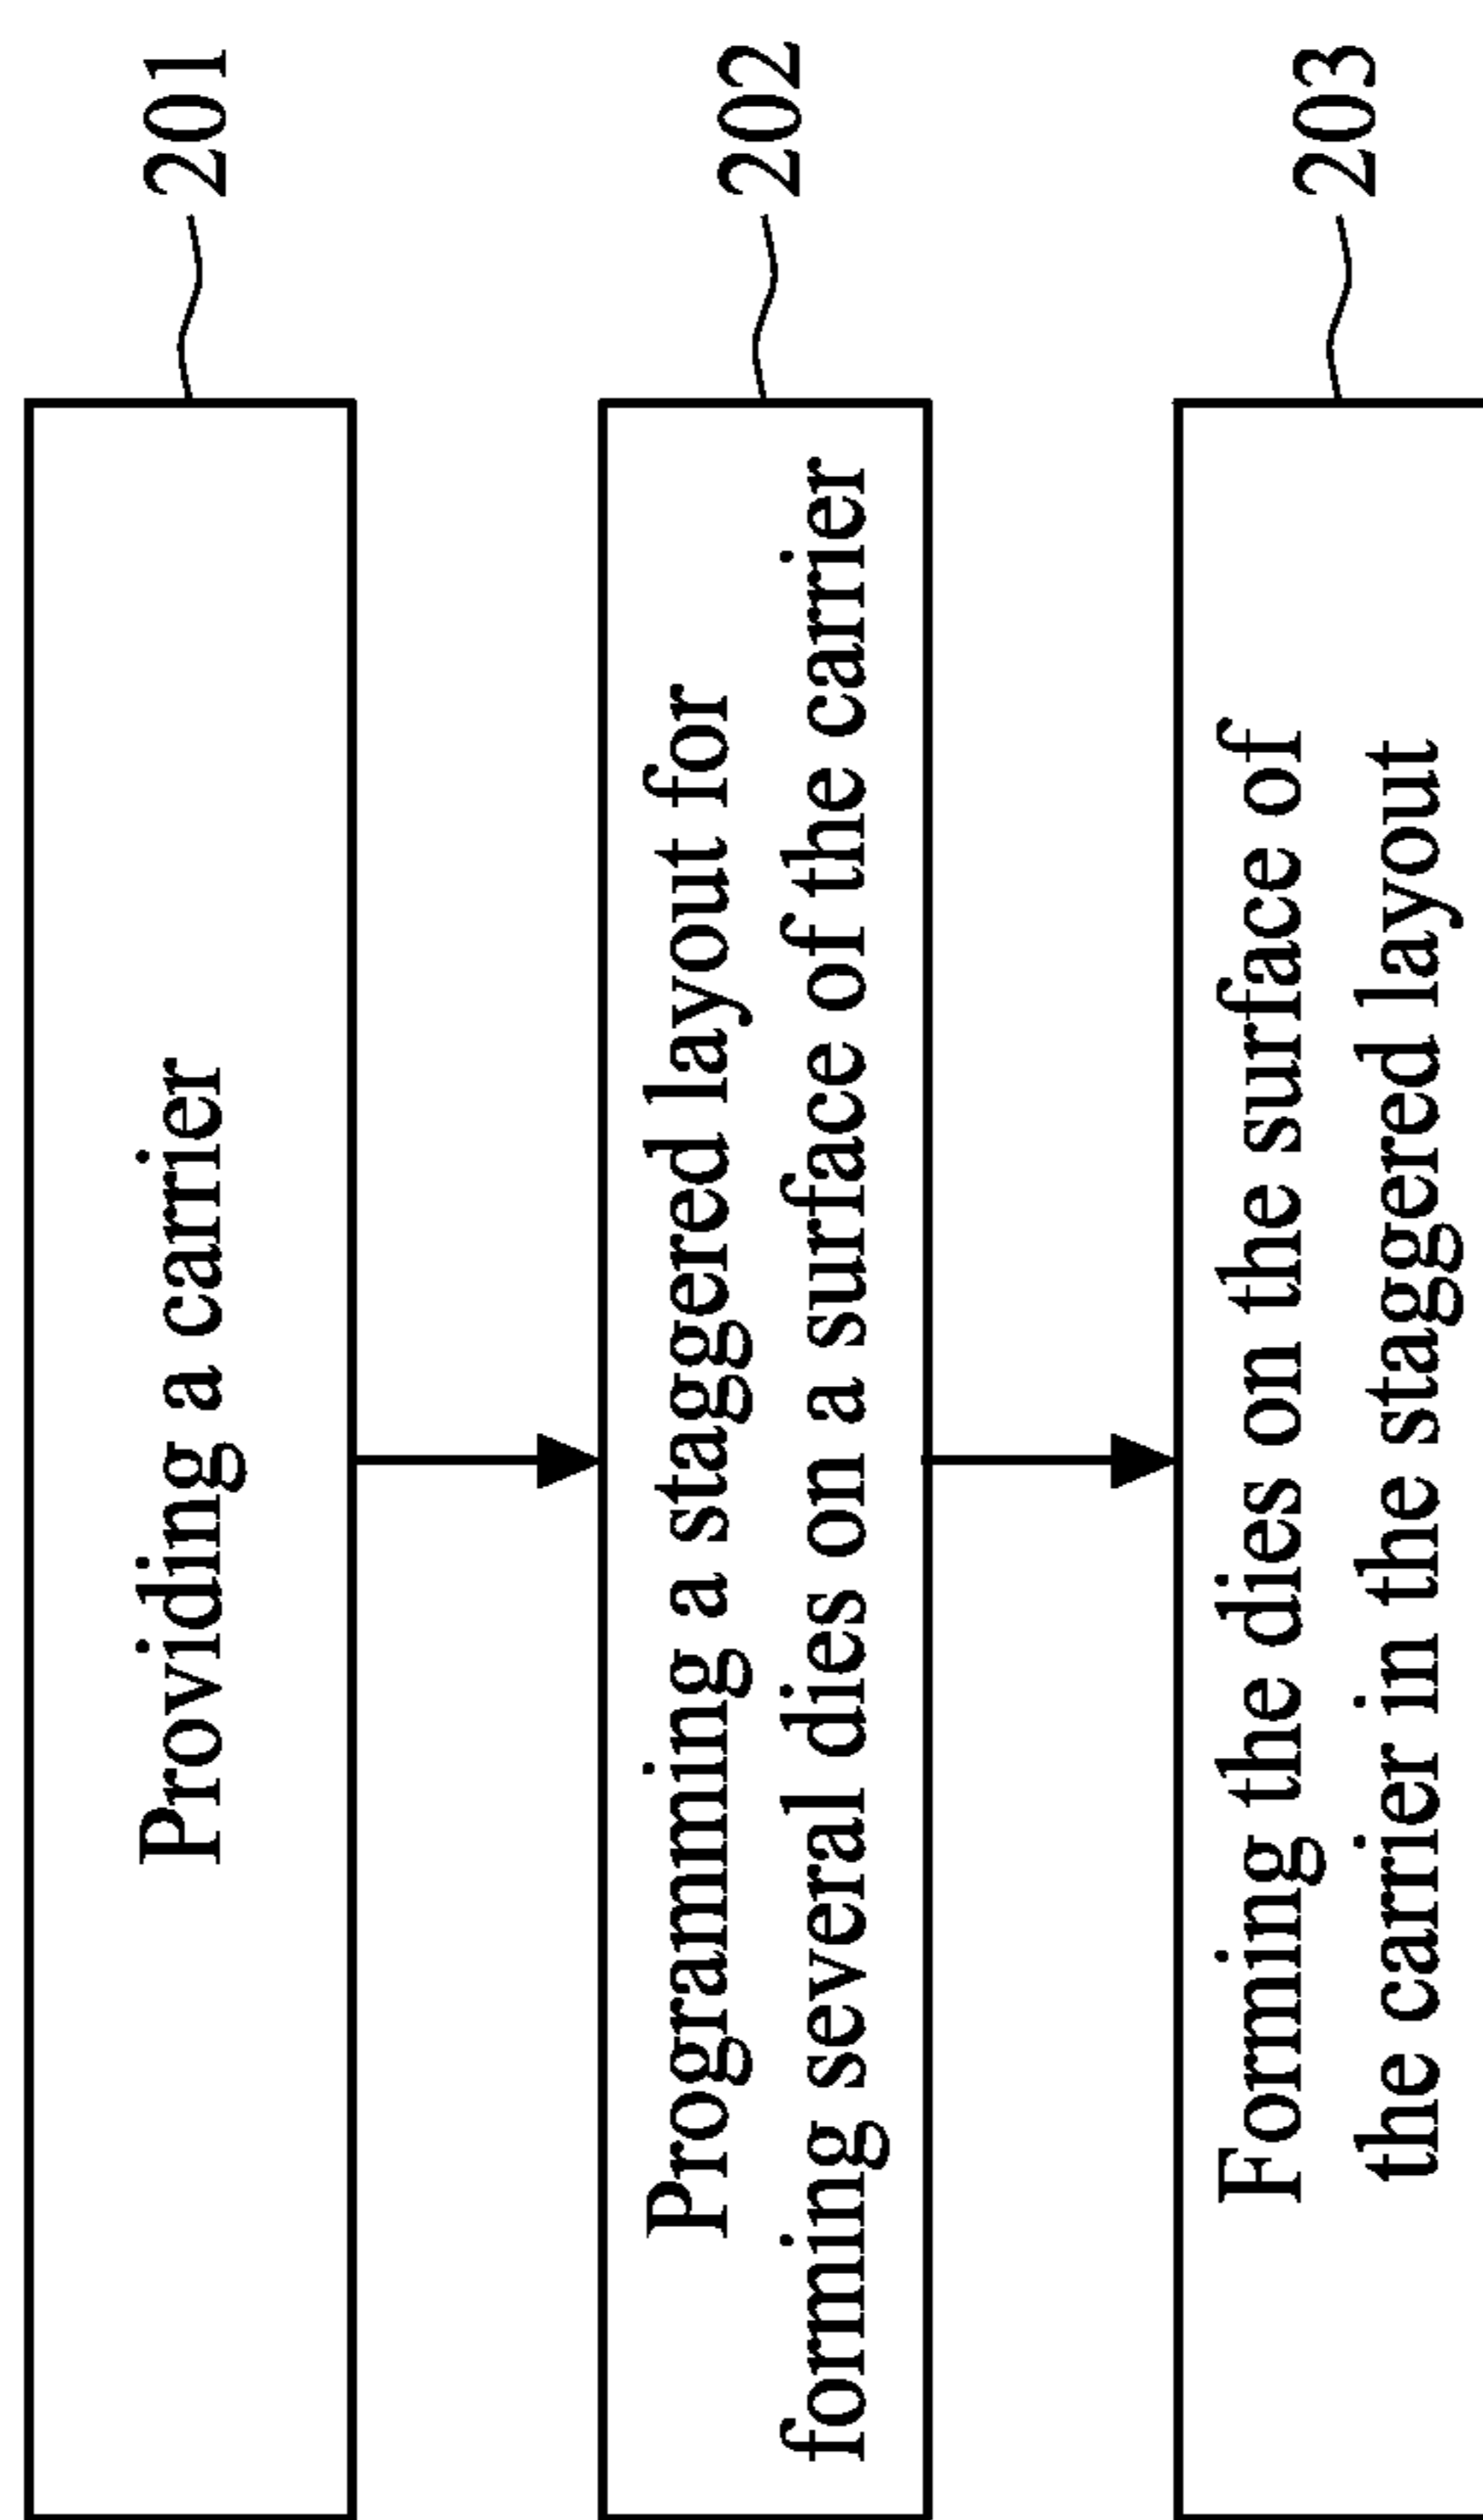 Providing a carrier
201
Programming a staggered layout for
forming several dies on a surface of the carrier
202
Forming the dies on the surface of
the carrier in the staggered layout
203